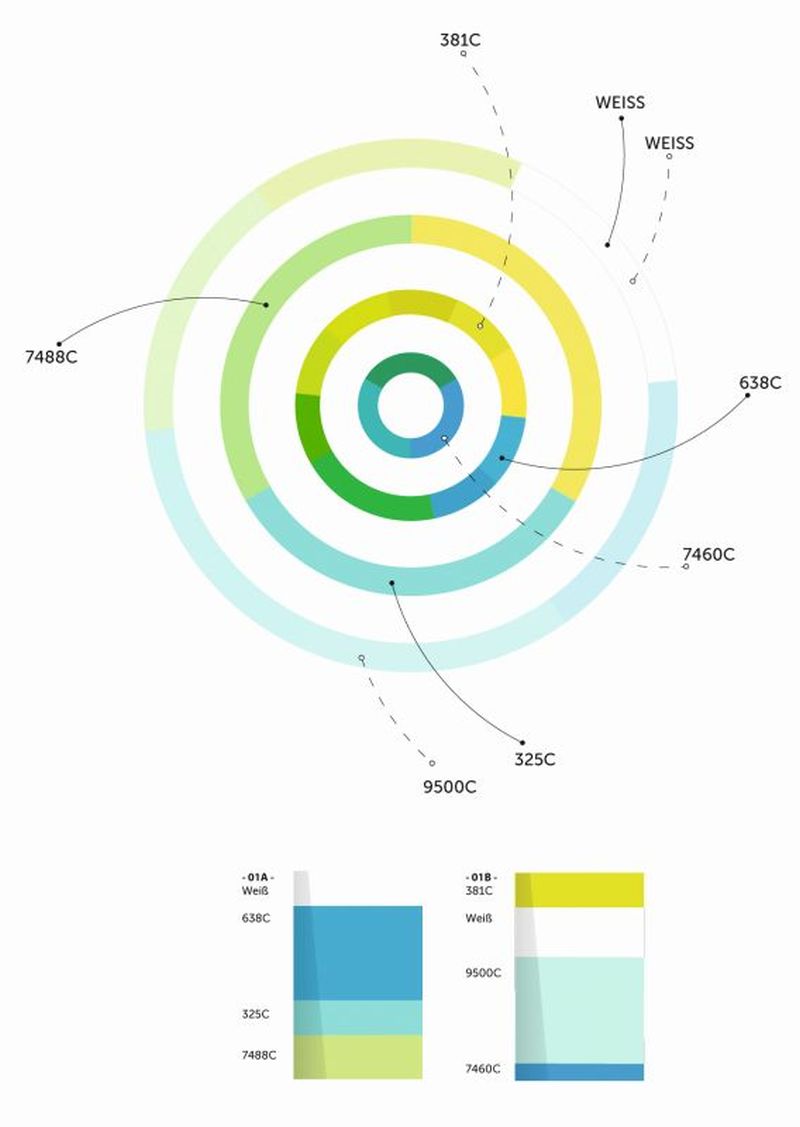 381C
WEISS
WEISS
7488C
638C
7460C
325C
9500C
- 01A -
Weiß
638C
325C
7488C
- 01B -
381C
Weiß
9500C
7460C